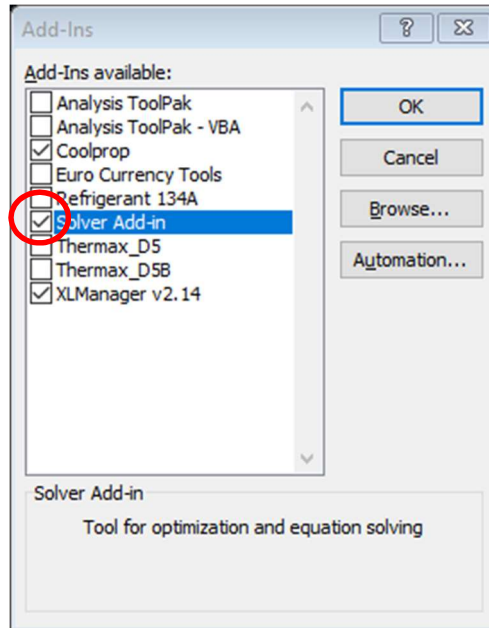 Add-Ins
Add-Ins available:
Analysis ToolPak
Analysis ToolPak - VBA
Coolprop
Euro Currency Tools
Refrigerant 134A
Solver Add-in
Thermax_D5
Thermax_D5B
XLManager v2.14
OK
Cancel
Browse...
Automation...
Solver Add-in
Tool for optimization and equation solving